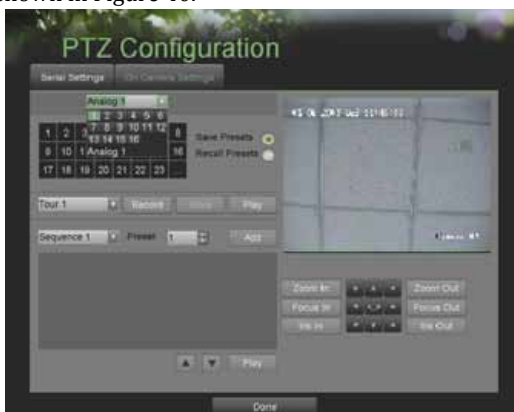 PTZ Configuration
Serial Settings On Camera Settings
Analog 1
1 2 3 4 5 6
7 8 9 10 11 12
13 14 15 16
Analog 1
1 2 3 8
9 10 1 16
17 18 19 20 21 22 23 ...
Save Presets
Recall Presets
Tour 1 Record Play
Sequence 1 Preset 1 Add
Play
Zoom In Zoom Out
Focus In Focus Out
Iris In Iris Out
Done